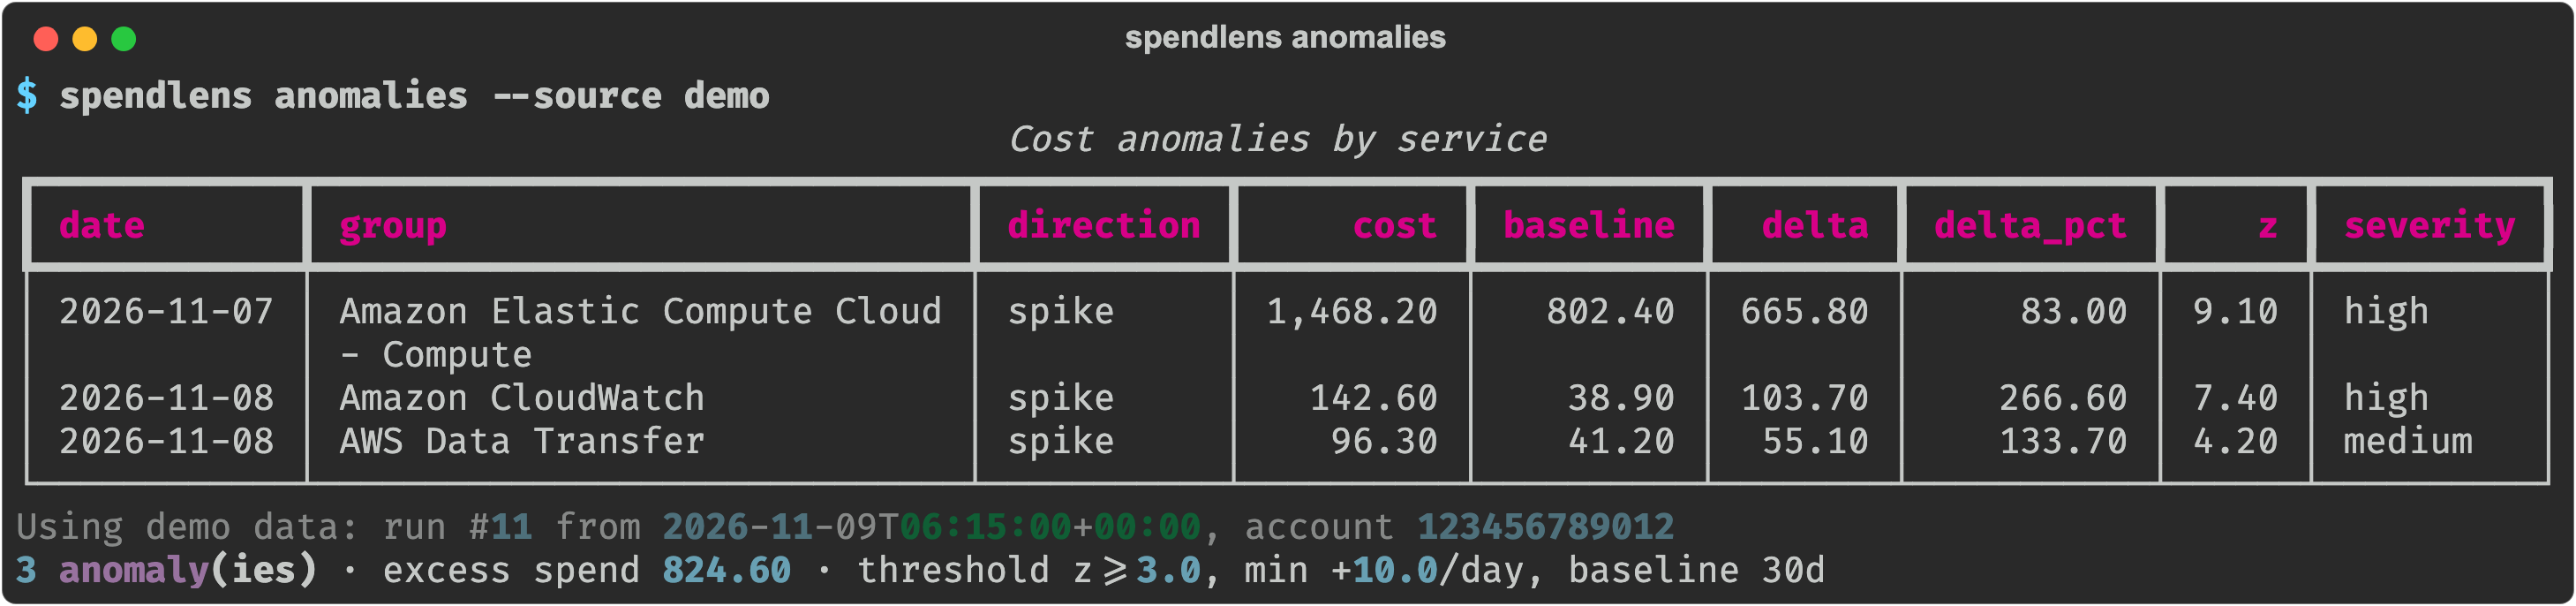 spendlens anomalies
$ spendlens anomalies --source demo
Cost anomalies by service
date group direction cost baseline delta delta_pct z severity
2026-11-07 Amazon Elastic Compute Cloud spike 1,468.20 802.40 665.80 83.00 9.10 high
- Compute
2026-11-08 Amazon CloudWatch spike 142.60 38.90 103.70 266.60 7.40 high
2026-11-08 AWS Data Transfer spike 96.30 41.20 55.10 133.70 4.20 medium
Using demo data: run #11 from 2026-11-09T06:15:00+00:00, account 123456789012
3 anomaly(ies) · excess spend 824.60 · threshold z≥3.0, min +10.0/day, baseline 30d